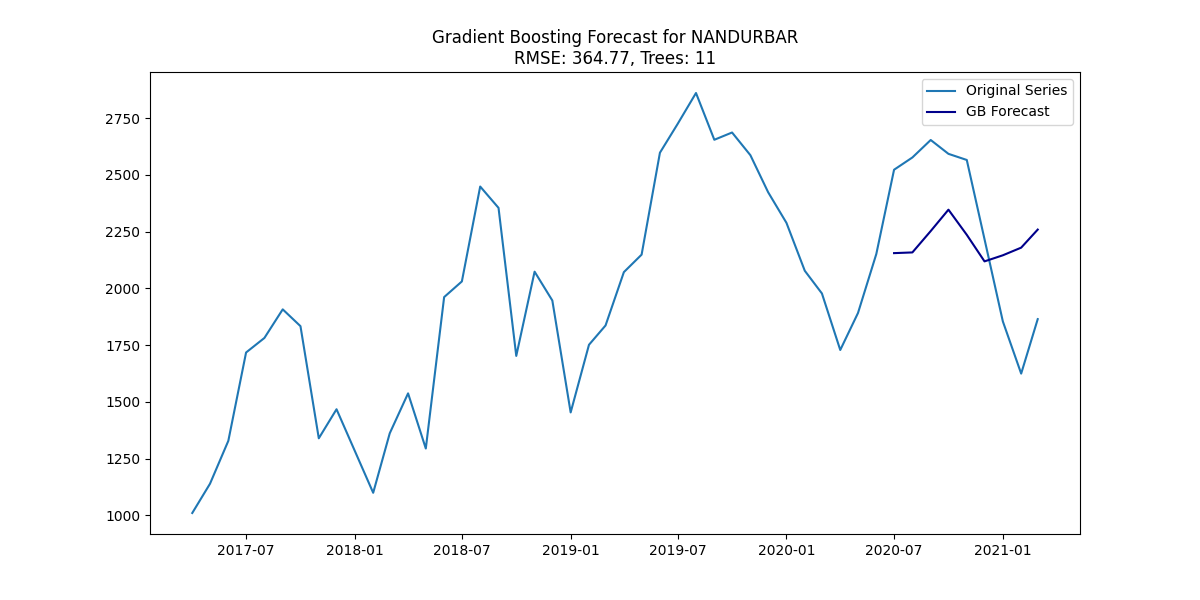 Gradient Boosting Forecast for NANDURBAR
RMSE: 364.77, Trees: 11
Original Series
GB Forecast
2750
2500
2250
2000
1750
1500
1250
1000
2017-07 2018-01 2018-07 2019-01 2019-07 2020-01 2020-07 2021-01